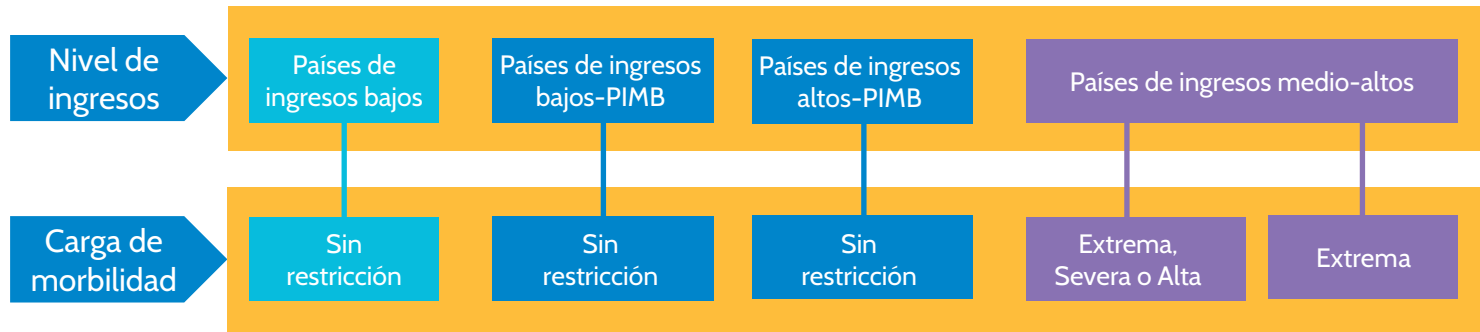 Nivel de
ingresos
Países de
ingresos bajos
Países de ingresos
bajos-PIMB
Países de ingresos
altos-PIMB
Países de ingresos medio-altos
Carga de
morbilidad
Sin
restricción
Sin
restricción
Sin
restricción
Extrema,
Severa o Alta
Extrema